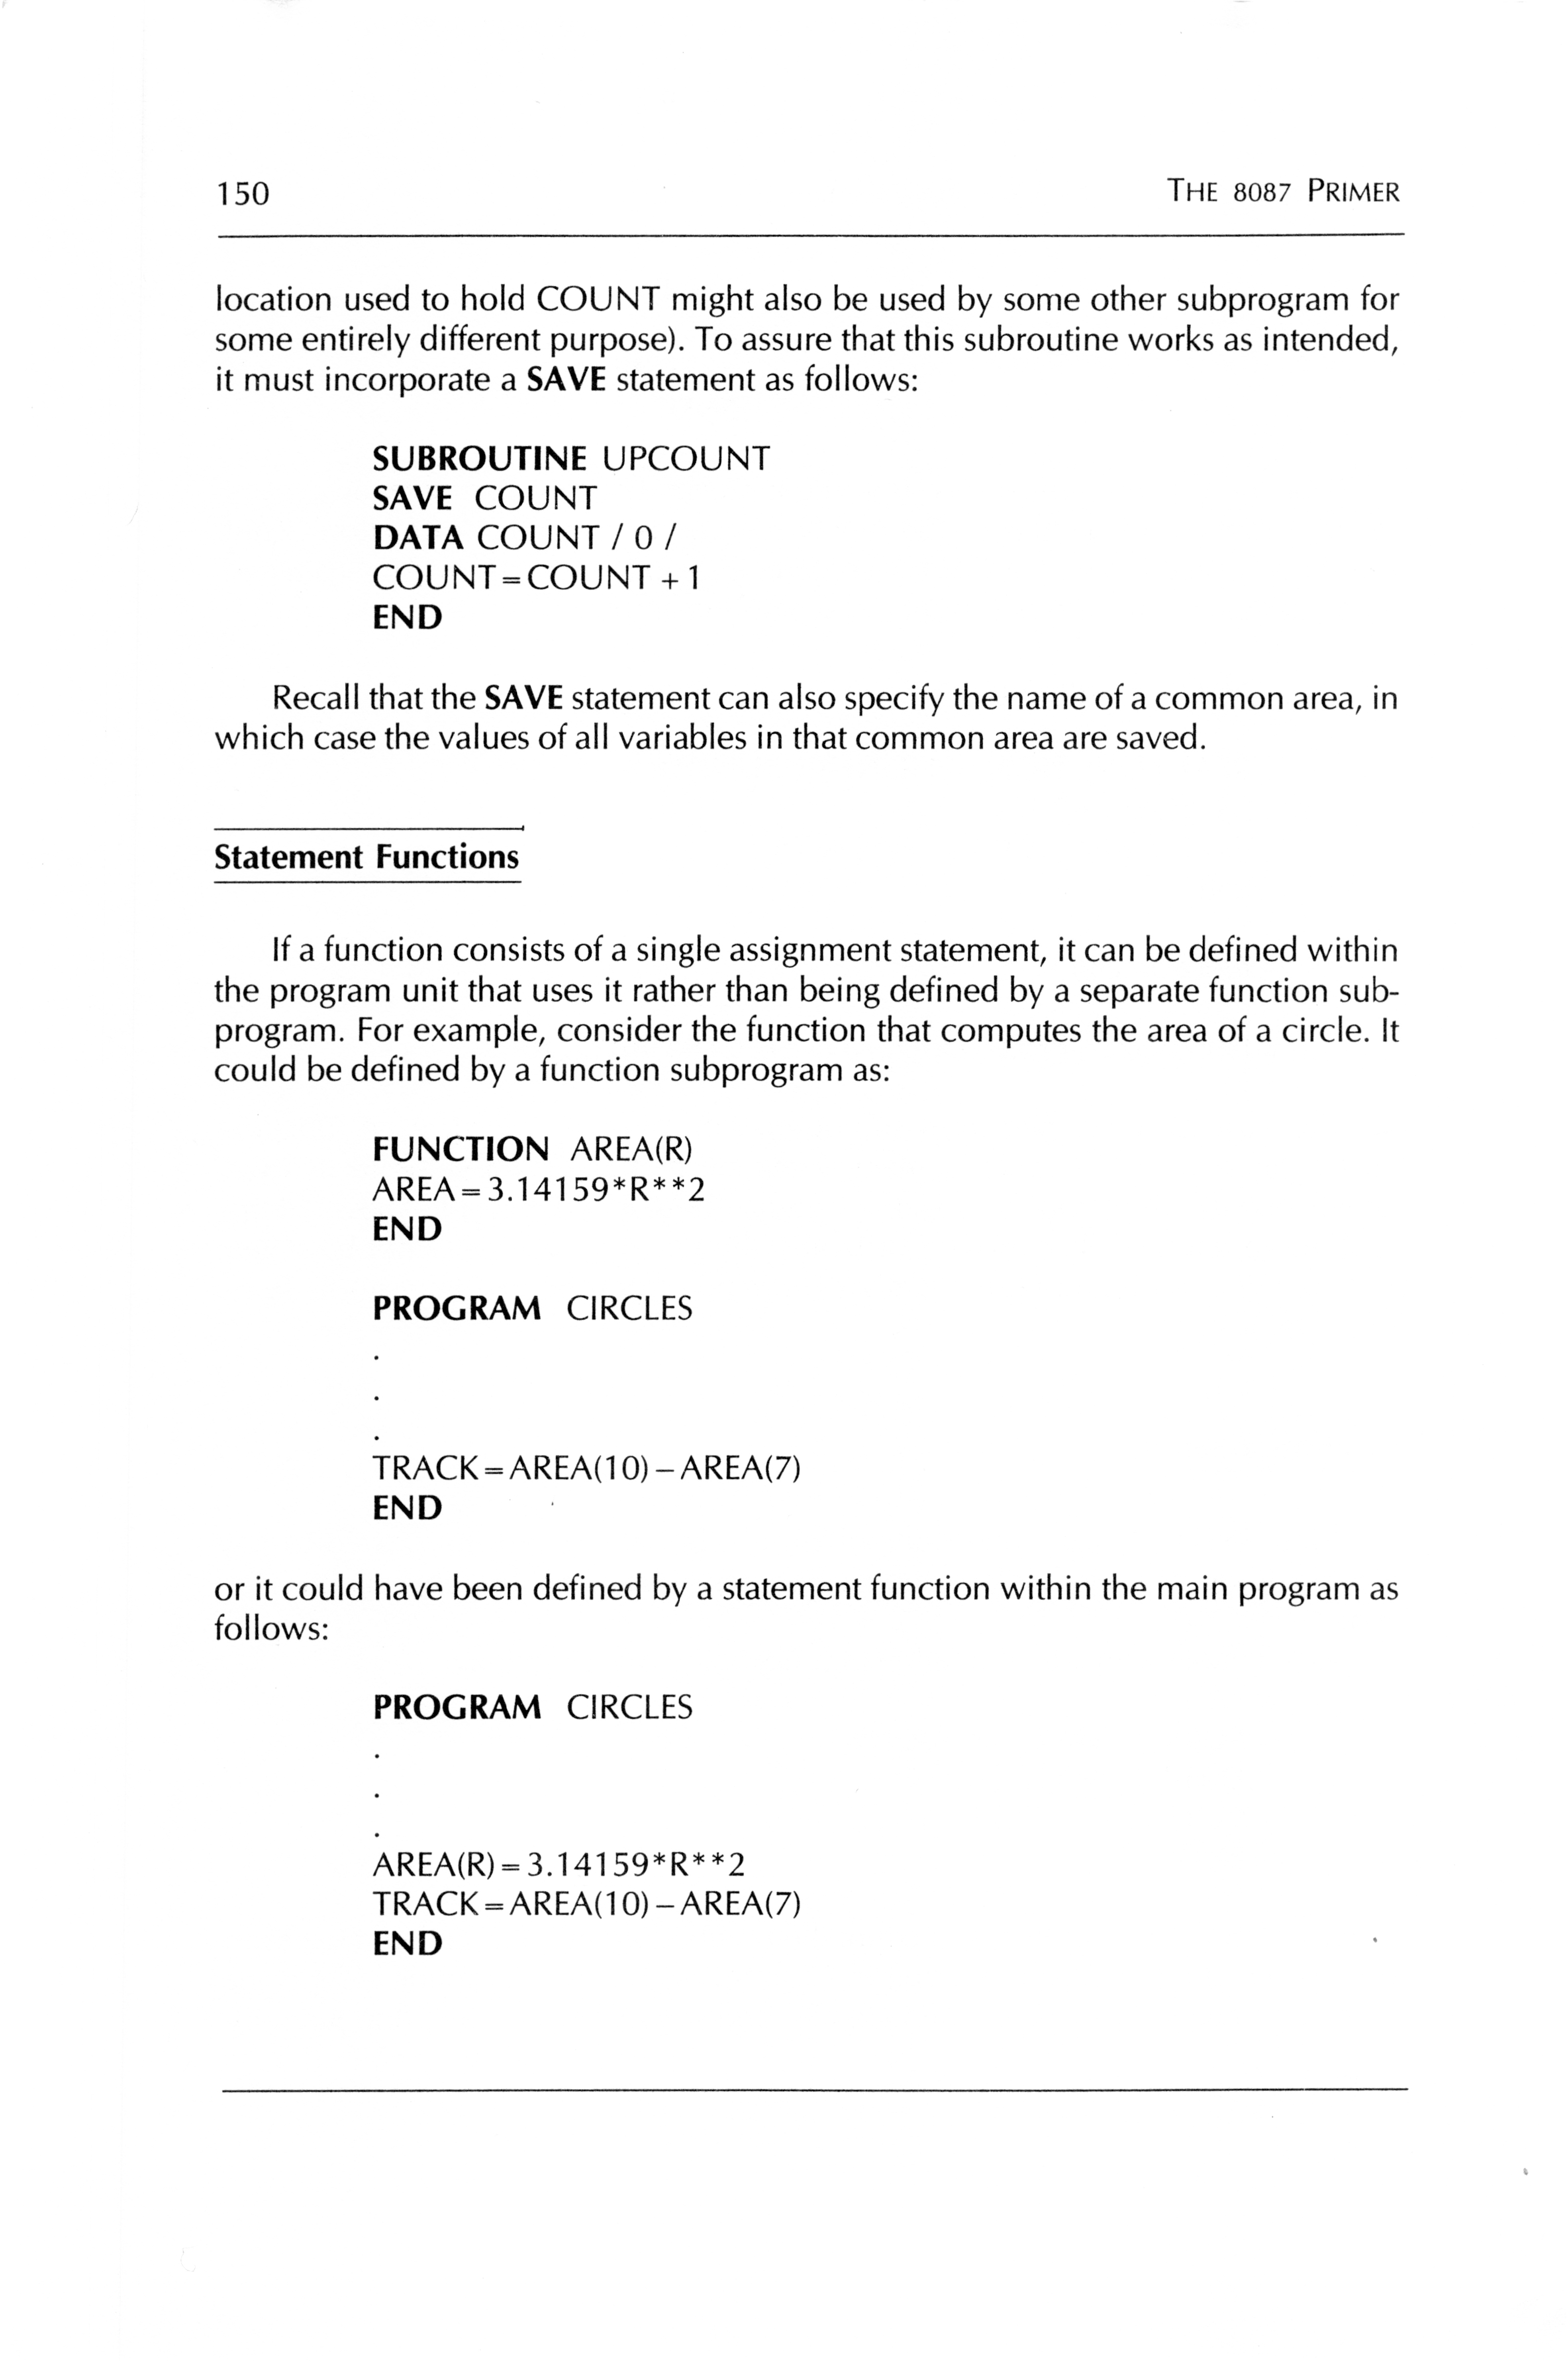 150
THE 8087 PRIMER
location used to hold COUNT might also be used by some other subprogram for
some entirely different purpose). To assure that this subroutine works as intended,
it must incorporate a SAVE statement as follows:
SUBROUTINE UPCOUNT
SAVE COUNT
DATA COUNT / 0 /
COUNT=COUNT + 1
END
Recall that the SAVE statement can also specify the name of a common area, in
which case the values of all variables in that common area are saved.
Statement Functions
If a function consists of a single assignment statement, it can be defined within
the program unit that uses it rather than being defined by a separate function sub-
program. For example, consider the function that computes the area of a circle. It
could be defined by a function subprogram as:
FUNCTION AREA(R)
AREA=3.14159*R**2
END
PROGRAM CIRCLES
.
.
.
TRACK=AREA(10)–AREA(7)
END
or it could have been defined by a statement function within the main program as
follows:
PROGRAM CIRCLES
.
.
.
AREA(R)=3.14159*R**2
TRACK=AREA(10)–AREA(7)
END